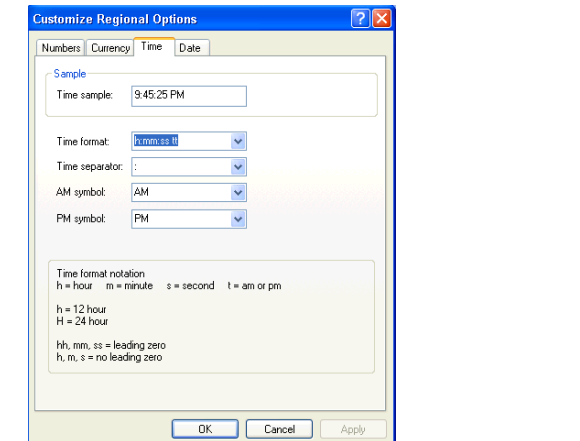 Customize Regional Options
Numbers Currency Time Date
Sample
Time sample: 9:45:25 PM
Time format: h:mm:ss tt
Time separator: :
AM symbol: AM
PM symbol: PM
Time format notation
h = hour m = minute s = second t = am or pm
h = 12 hour
H = 24 hour
hh, mm, ss = leading zero
h, m, s = no leading zero
OK Cancel Apply